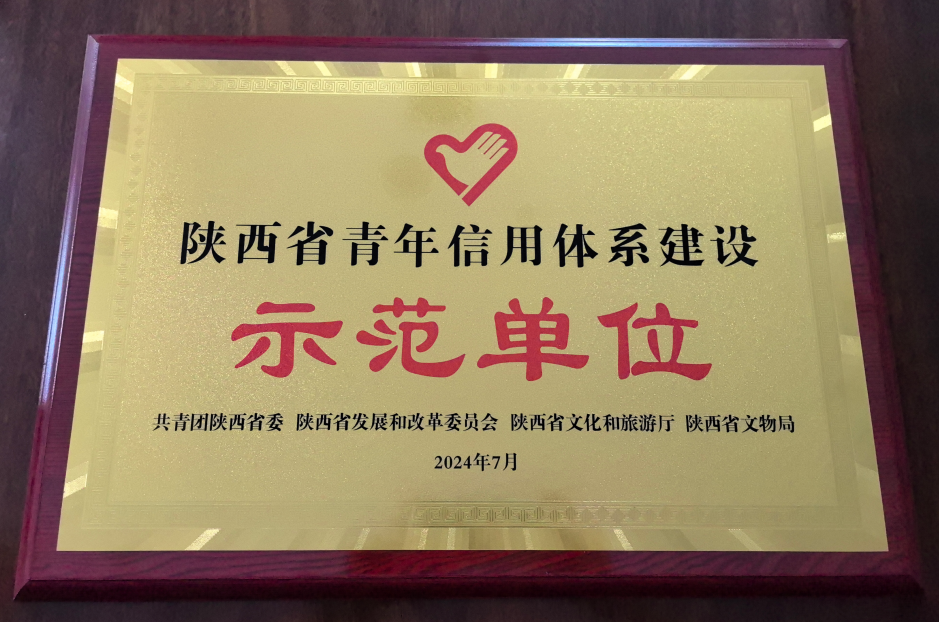 陕西省青年信用体系建设
示范单位
共青团陕西省委 陕西省发展和改革委员会 陕西省文化和旅游厅 陕西省文物局
2024年7月